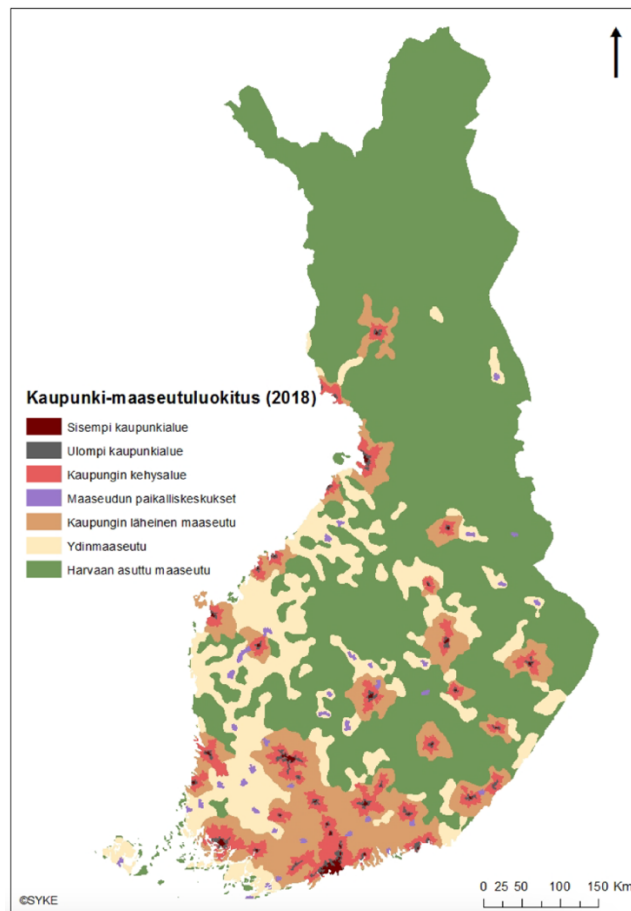 Kaupunki-maaseutuluokitus (2018)
Sisempi kaupunkialue
Ulompi kaupunkialue
Kaupungin kehysalue
Maaseudun paikalliskeskukset
Kaupungin läheinen maaseutu
Ydinmaaseutu
Harvaan asuttu maaseutu
©SYKE
0 25 50 100 150 Km